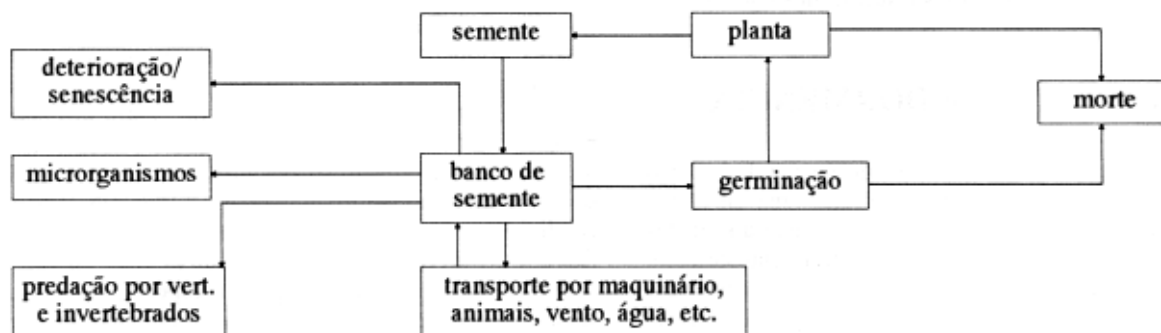 semente
planta
deterioração/
senescência
morte
microrganismos
banco de
semente
germinação
predação por vert.
e invertebrados
transporte por maquinário,
animais, vento, água, etc.